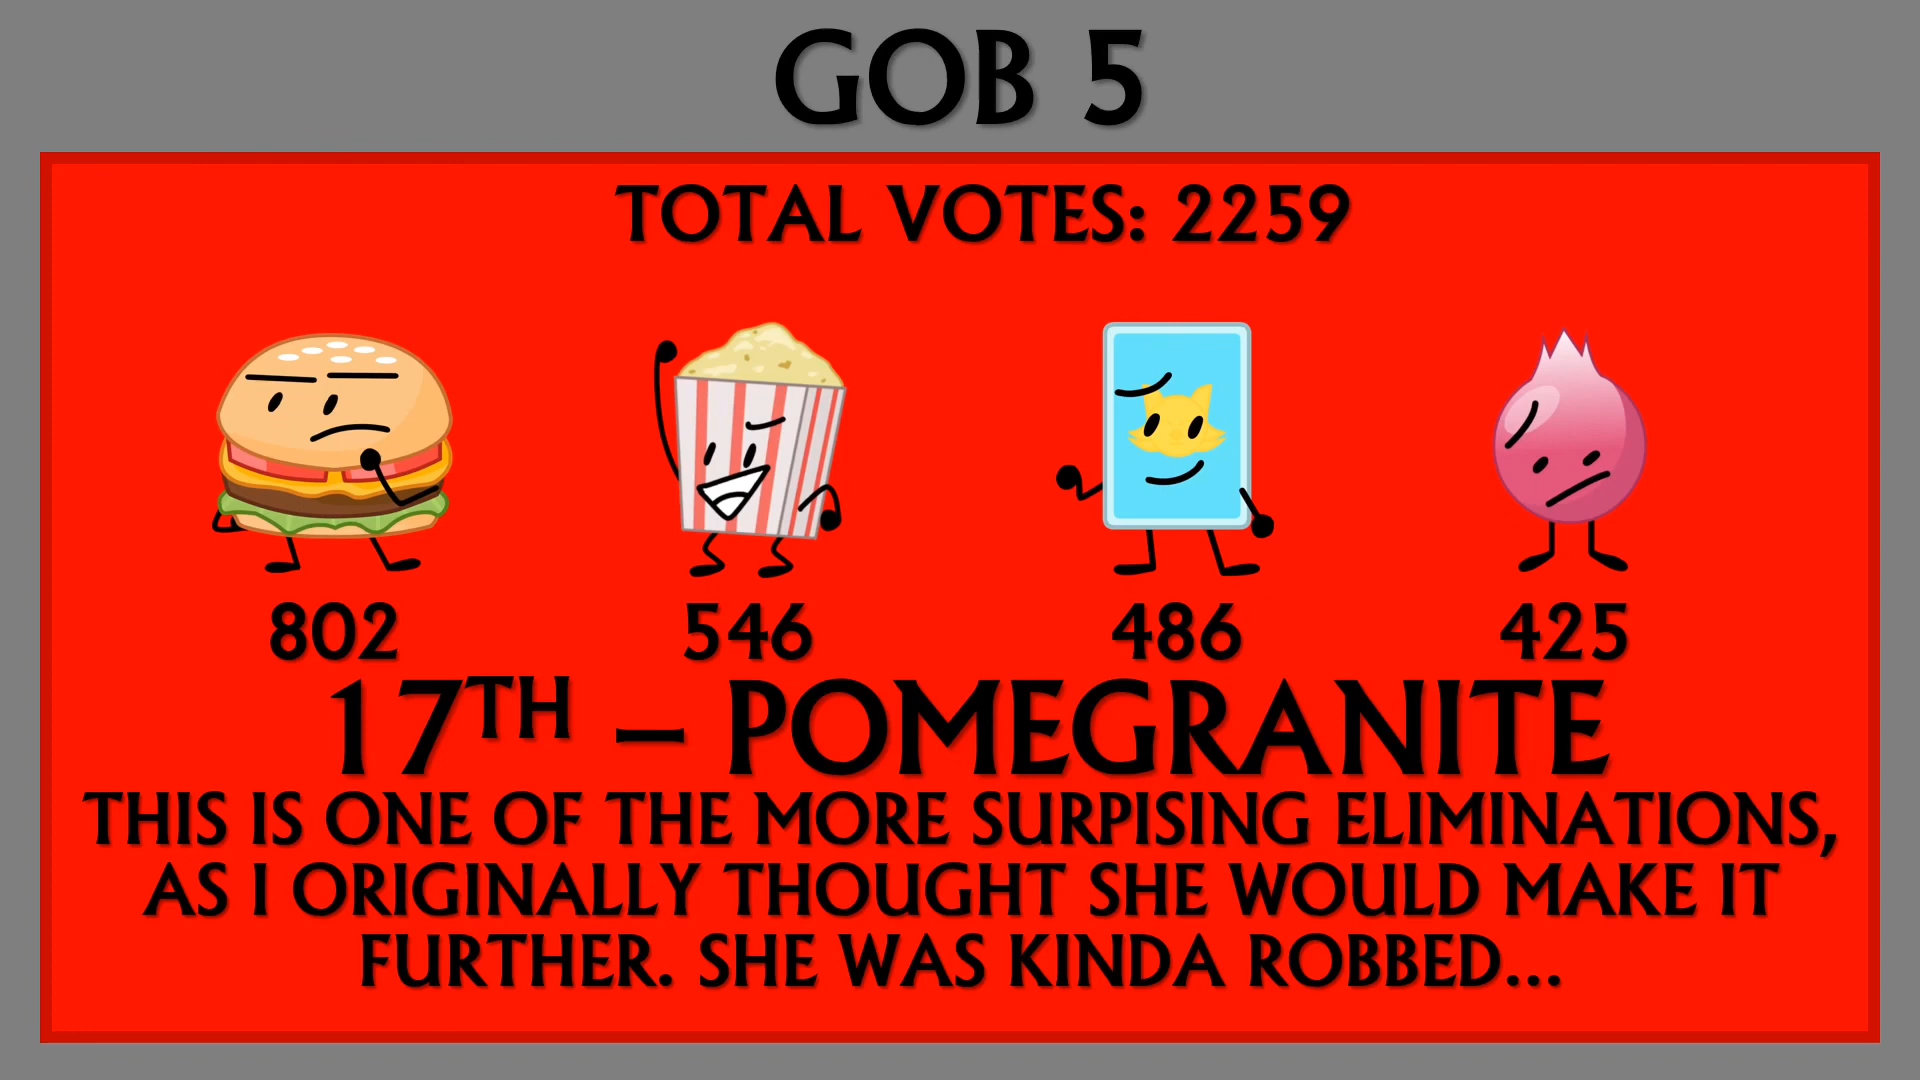 GOB 5
TOTAL VOTES: 2259
802 546 486 425
17TH – POMEGRANITE
THIS IS ONE OF THE MORE SURPISING ELIMINATIONS,
AS I ORIGINALLY THOUGHT SHE WOULD MAKE IT
FURTHER. SHE WAS KINDA ROBBED...